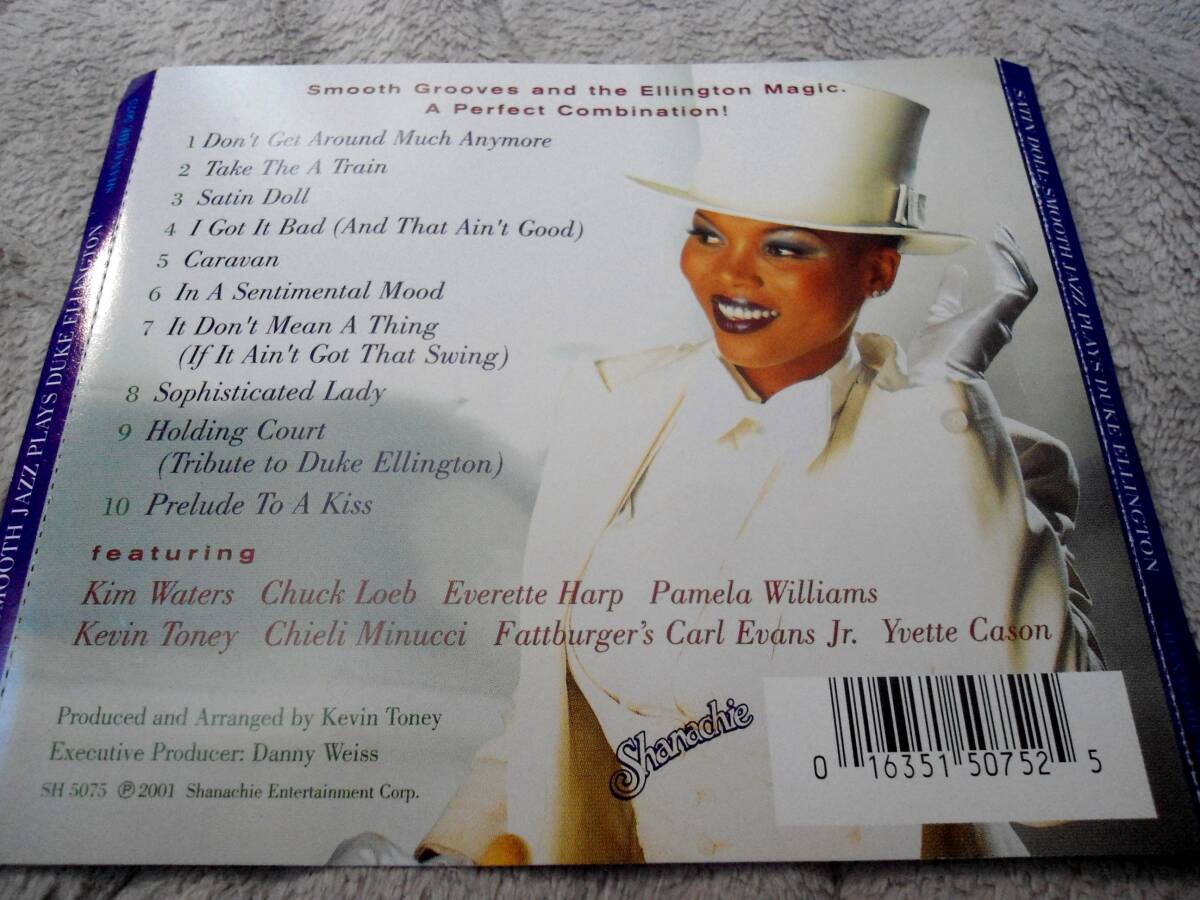 Smooth Grooves and the Ellington Magic.
A Perfect Combination!
1 Don't Get Around Much Anymore
2 Take The A Train
3 Satin Doll
4 I Got It Bad (And That Ain't Good)
5 Caravan
6 In A Sentimental Mood
7 It Don't Mean A Thing
(If It Ain't Got That Swing)
8 Sophisticated Lady
9 Holding Court
(Tribute to Duke Ellington)
10 Prelude To A Kiss
featuring
Kim Waters Chuck Loeb Everette Harp Pamela Williams
Kevin Toney Chieli Minucci Fattburger's Carl Evans Jr. Yvette Cason
Produced and Arranged by Kevin Toney
Executive Producer: Danny Weiss
SH 5075 ℗2001 Shanachie Entertainment Corp.
Shanachie
0 16351 50752 5
SHANACHIE 5075
SMOOTH JAZZ PLAYS DUKE ELLINGTON
SATIN DOLL: SMOOTH JAZZ PLAYS DUKE ELLINGTON